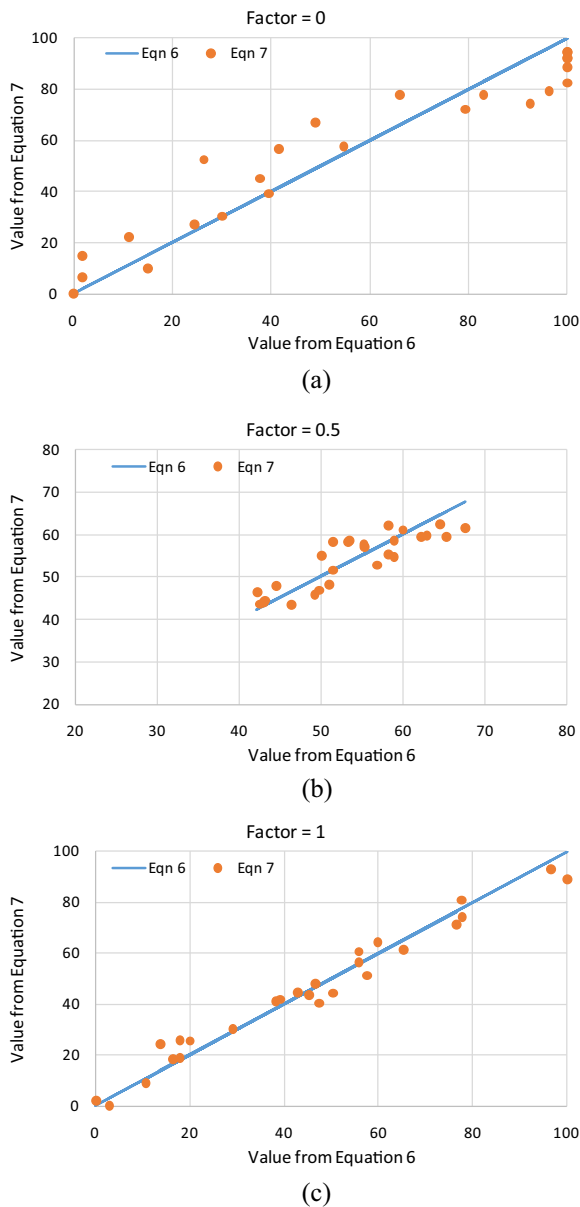 Factor = 0
Eqn 6 Eqn 7
Value from Equation 7
100
80
60
40
20
0
0 20 40 60 80 100
Value from Equation 6
(a)
Factor = 0.5
Eqn 6 Eqn 7
Value from Equation 7
80
70
60
50
40
30
20
20 30 40 50 60 70 80
Value from Equation 6
(b)
Factor = 1
Eqn 6 Eqn 7
Value from Equation 7
100
80
60
40
20
0
0 20 40 60 80 100
Value from Equation 6
(c)